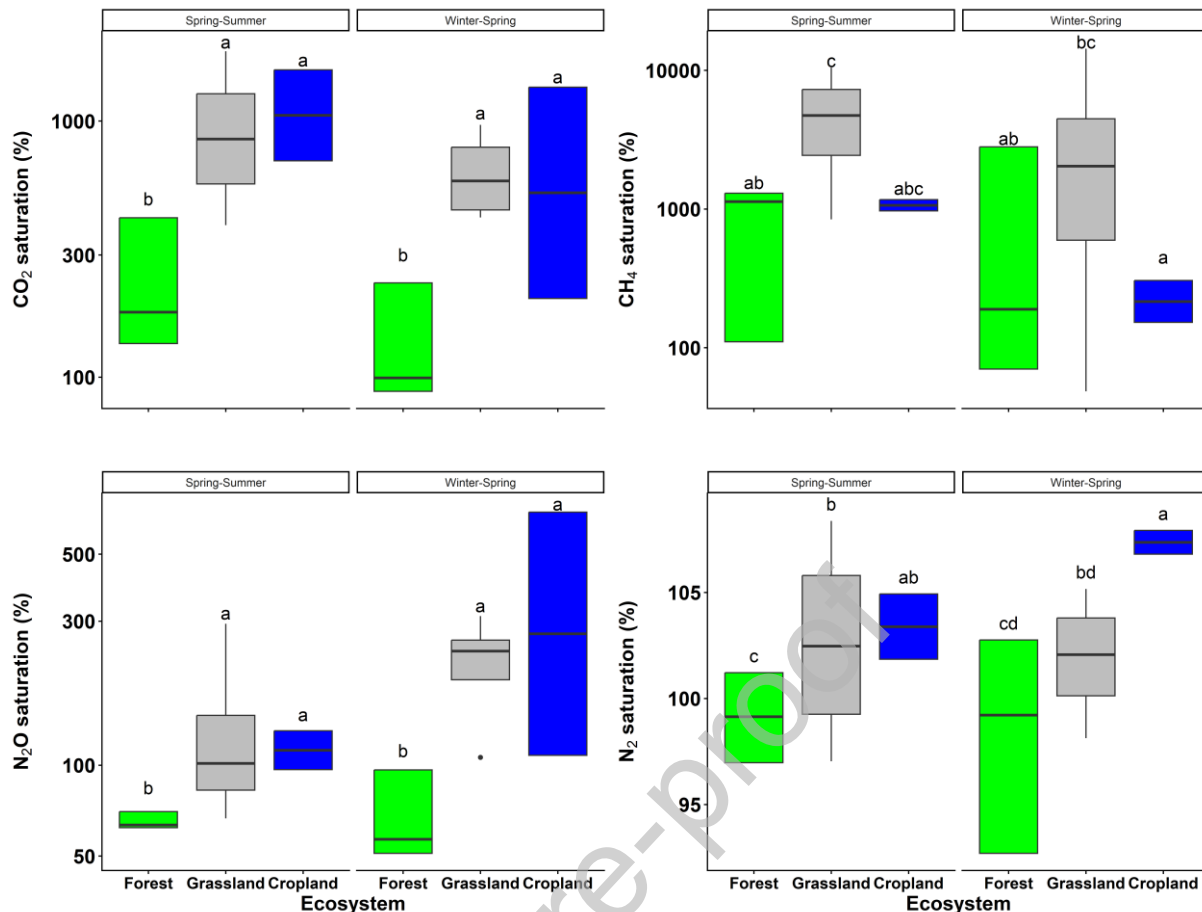 Spring-Summer
Winter-Spring
a
a
b
a
a
b
CO₂ saturation (%)
1000
300
100
Spring-Summer
Winter-Spring
c
ab
abc
bc
ab
a
CH₄ saturation (%)
10000
1000
100
Spring-Summer
Winter-Spring
a
a
b
a
a
b
N₂O saturation (%)
500
300
100
50
Forest Grassland Cropland
Forest Grassland Cropland
Ecosystem
Spring-Summer
Winter-Spring
b
ab
c
a
bd
cd
N₂ saturation (%)
105
100
95
Forest Grassland Cropland
Forest Grassland Cropland
Ecosystem
re-proof